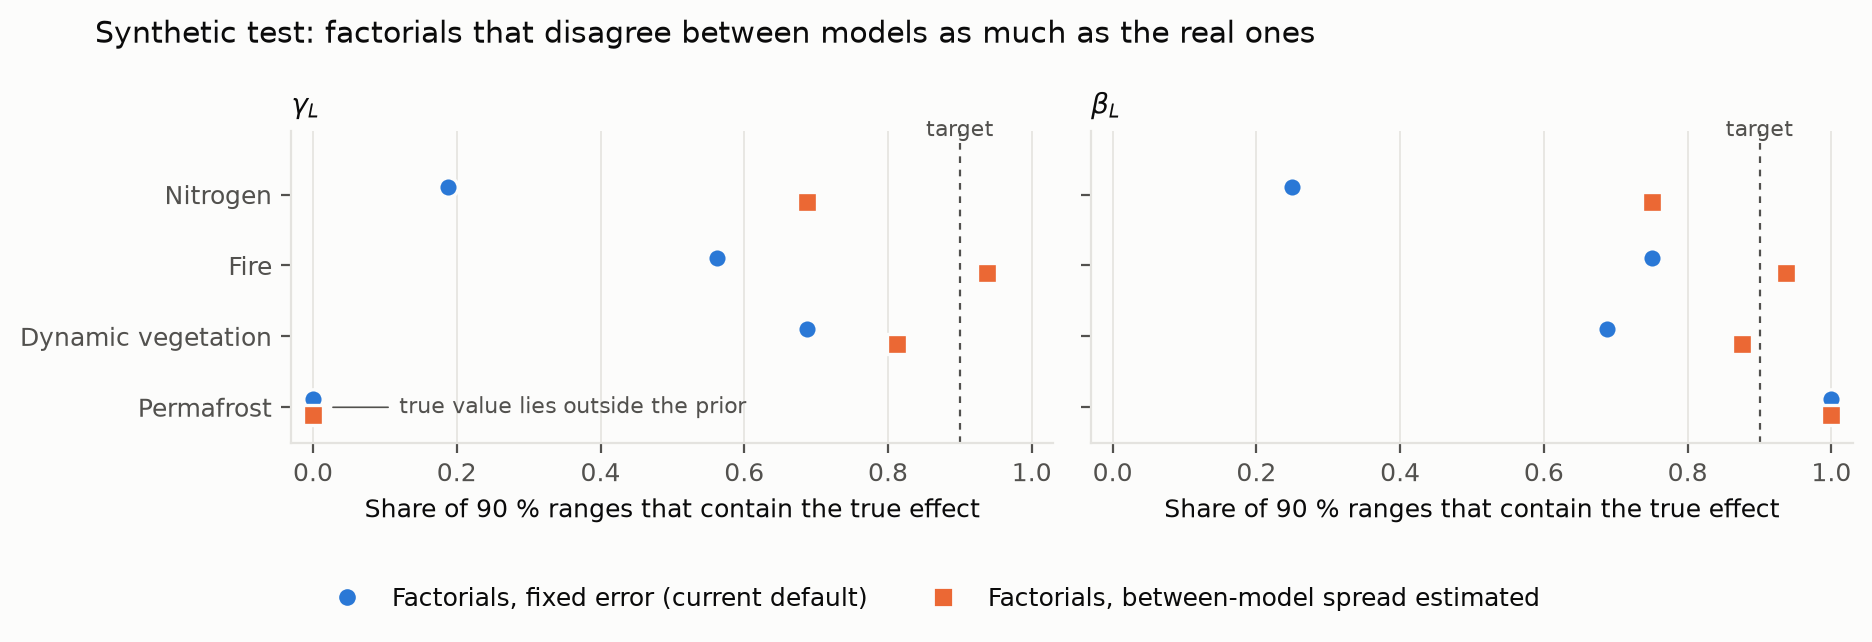 Synthetic test: factorials that disagree between models as much as the real ones
γL
βL
target
target
Nitrogen
Fire
Dynamic vegetation
Permafrost
true value lies outside the prior
0.0 0.2 0.4 0.6 0.8 1.0
0.0 0.2 0.4 0.6 0.8 1.0
Share of 90 % ranges that contain the true effect
Share of 90 % ranges that contain the true effect
Factorials, fixed error (current default)
Factorials, between-model spread estimated